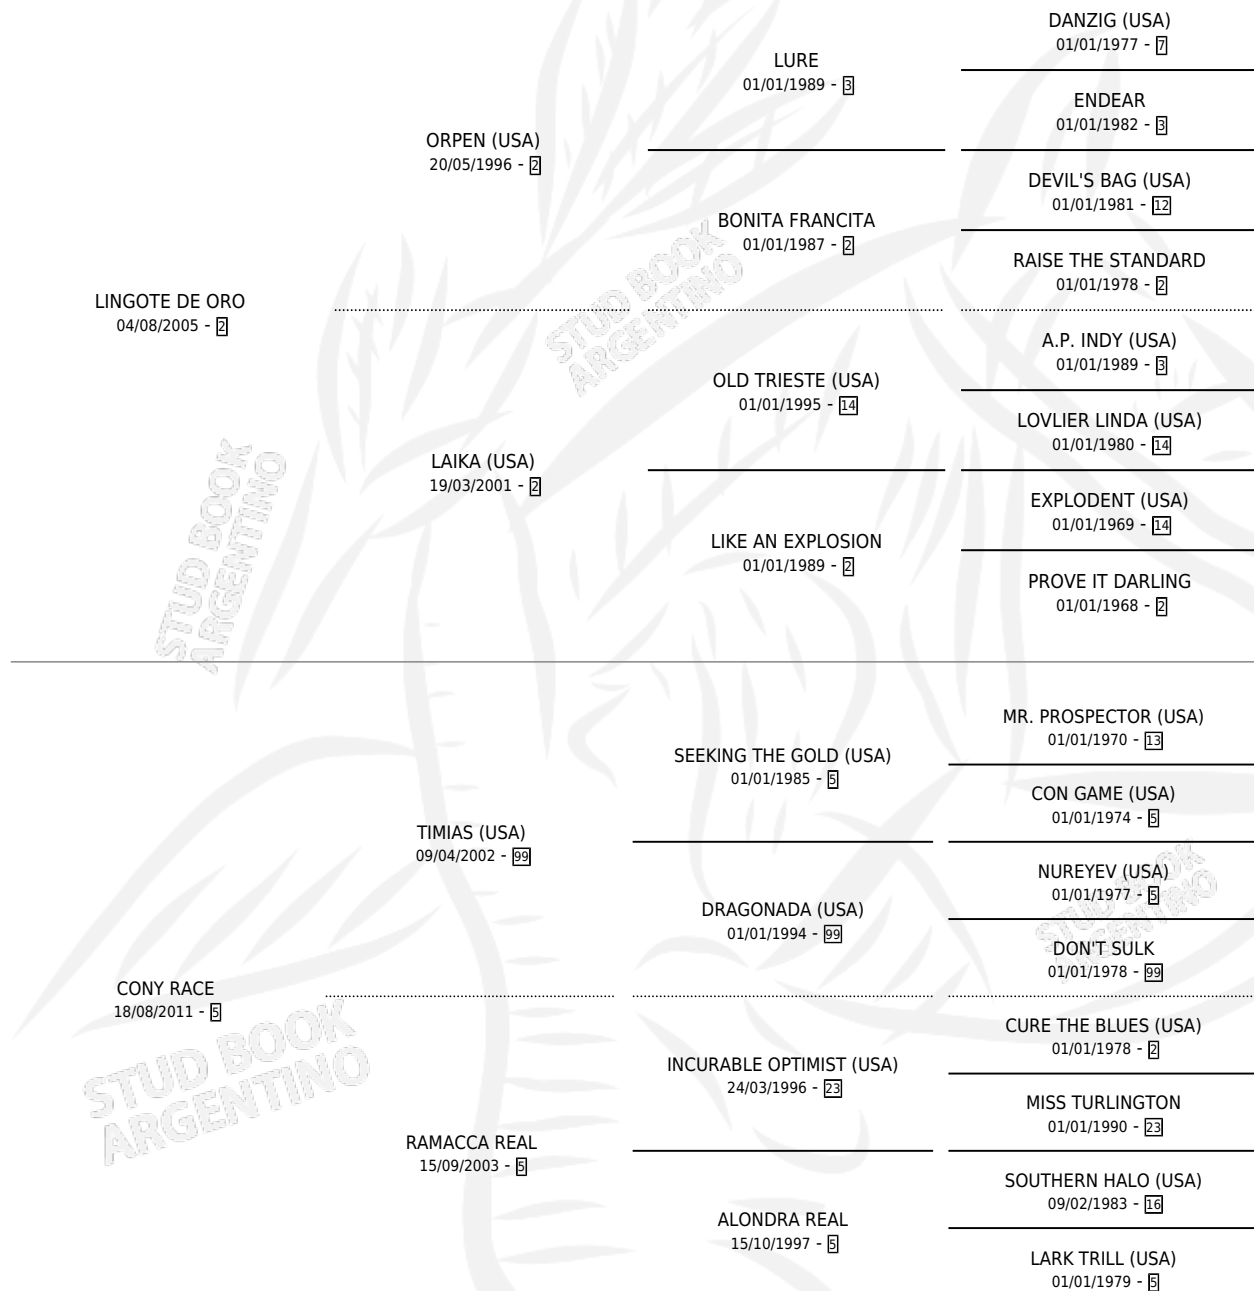 DANZIG (USA)
01/01/1977 - 7
LURE
01/01/1989 - 3
ENDEAR
01/01/1982 - 3
ORPEN (USA)
20/05/1996 - 2
DEVIL'S BAG (USA)
01/01/1981 - 12
BONITA FRANCITA
01/01/1987 - 2
RAISE THE STANDARD
01/01/1978 - 2
LINGOTE DE ORO
04/08/2005 - 2
A.P. INDY (USA)
01/01/1989 - 3
OLD TRIESTE (USA)
01/01/1995 - 14
LOVLIER LINDA (USA)
01/01/1980 - 14
LAIKA (USA)
19/03/2001 - 2
EXPLODENT (USA)
01/01/1969 - 14
LIKE AN EXPLOSION
01/01/1989 - 2
PROVE IT DARLING
01/01/1968 - 2
STUD BOOK
ARGENTINO
STUD BOOK
ARGENTINO
MR. PROSPECTOR (USA)
01/01/1970 - 13
SEEKING THE GOLD (USA)
01/01/1985 - 5
CON GAME (USA)
01/01/1974 - 5
TIMIAS (USA)
09/04/2002 - 99
NUREYEV (USA)
01/01/1977 - 5
DRAGONADA (USA)
01/01/1994 - 99
DON'T SULK
01/01/1978 - 99
CONY RACE
18/08/2011 - 5
CURE THE BLUES (USA)
01/01/1978 - 2
INCURABLE OPTIMIST (USA)
24/03/1996 - 23
MISS TURLINGTON
01/01/1990 - 23
RAMACCA REAL
15/09/2003 - 5
SOUTHERN HALO (USA)
09/02/1983 - 16
ALONDRA REAL
15/10/1997 - 5
LARK TRILL (USA)
01/01/1979 - 5
STUD BOOK
ARGENTINO
STUD BOOK
ARGENTINO